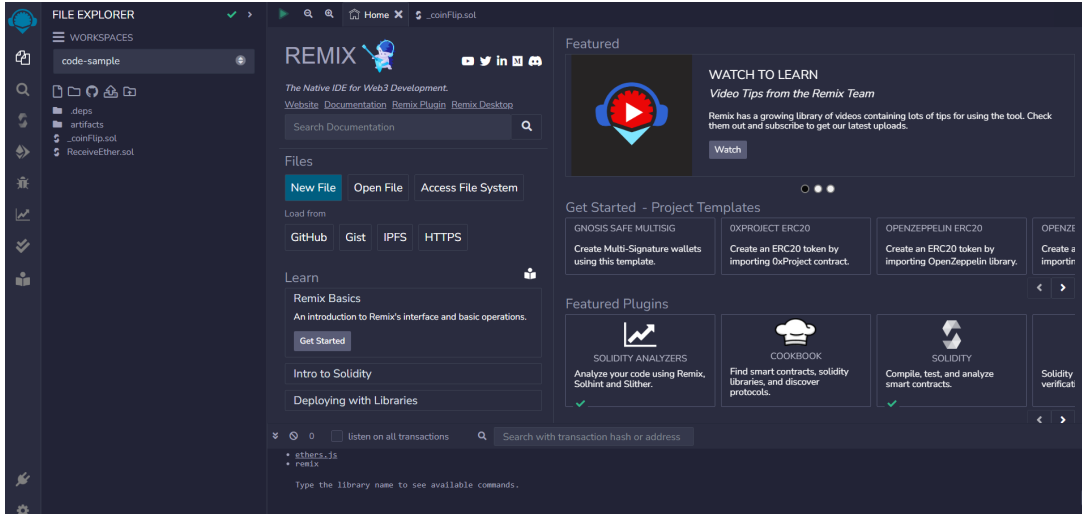 FILE EXPLORER
WORKSPACES
code-sample
.deps
artifacts
_coinFlip.sol
ReceiveEther.sol
Home
_coinFlip.sol
REMIX
The Native IDE for Web3 Development.
Website Documentation Remix Plugin Remix Desktop
Search Documentation
Files
New File Open File Access File System
Load from
GitHub Gist IPFS HTTPS
Learn
Remix Basics
An introduction to Remix's interface and basic operations.
Get Started
Intro to Solidity
Deploying with Libraries
Featured
WATCH TO LEARN
Video Tips from the Remix Team
Remix has a growing library of videos containing lots of tips for using the tool. Check
them out and subscribe to get our latest uploads.
Watch
Get Started - Project Templates
GNOSIS SAFE MULTISIG
Create Multi-Signature wallets
using this template.
0XPROJECT ERC20
Create an ERC20 token by
importing 0xProject contract.
OPENZEPPELIN ERC20
Create an ERC20 token by
importing OpenZeppelin library.
OPENZE
Create a
importin
Featured Plugins
SOLIDITY ANALYZERS
Analyze your code using Remix,
Solhint and Slither.
COOKBOOK
Find smart contracts, solidity
libraries, and discover
protocols.
SOLIDITY
Compile, test, and analyze
smart contracts.
Solidity
verificati
0 listen on all transactions Search with transaction hash or address
ethers.js
remix
Type the library name to see available commands.